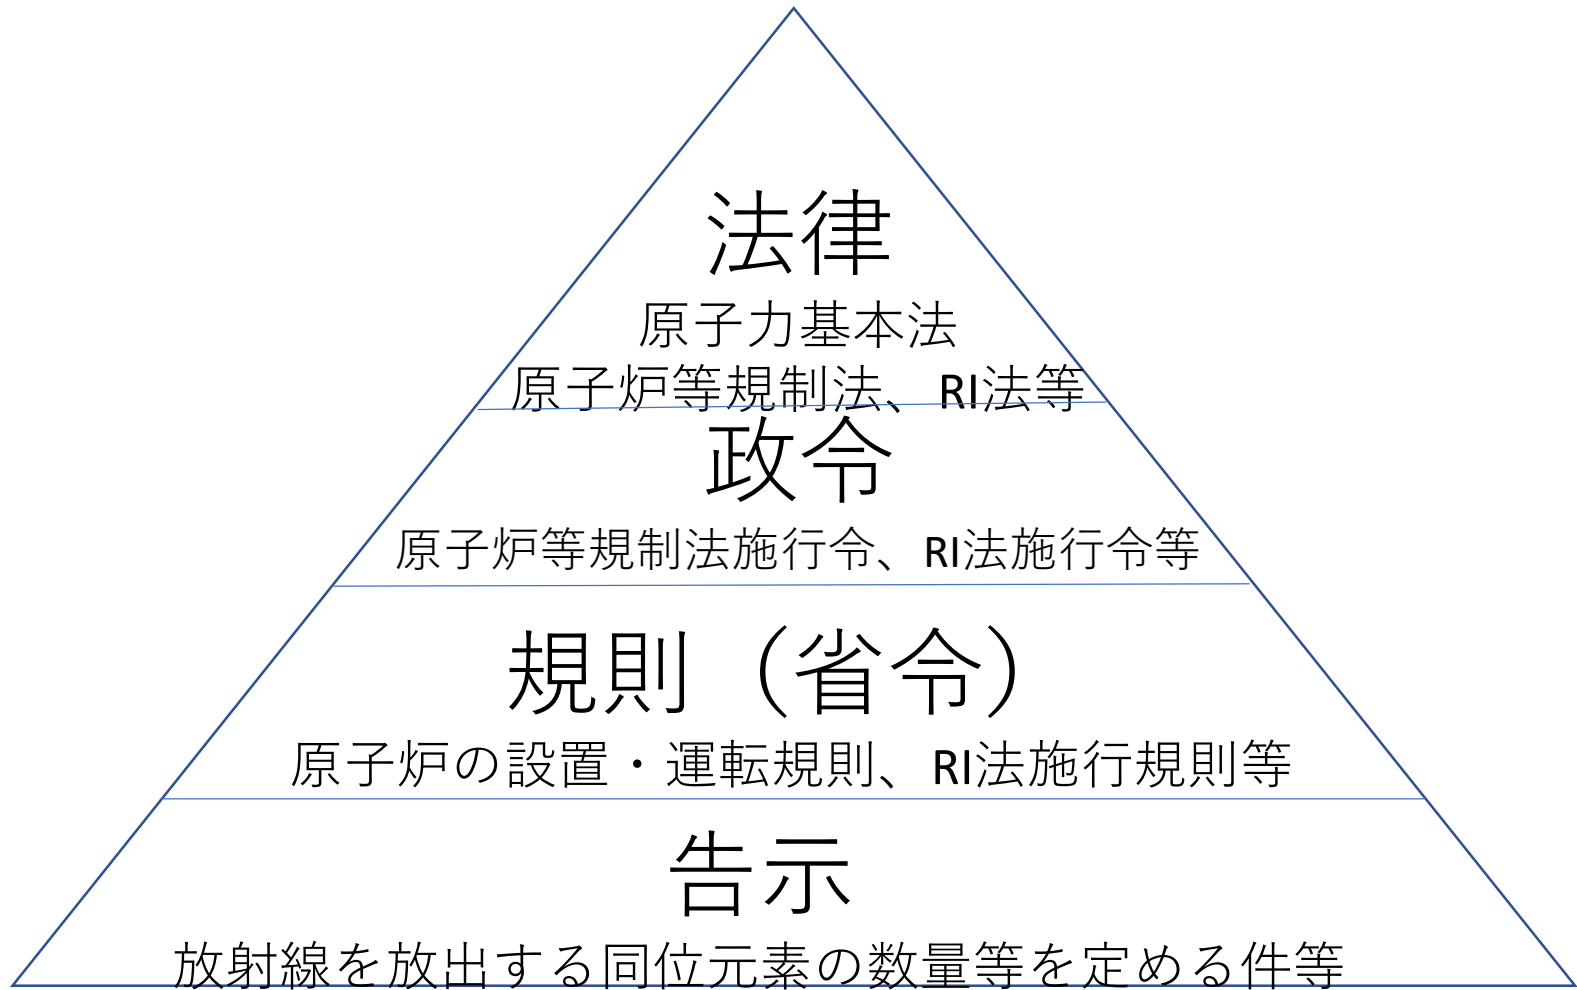 法律
原子力基本法
原子炉等規制法、RI法等
政令
原子炉等規制法施行令、RI法施行令等
規則（省令）
原子炉の設置・運転規則、RI法施行規則等
告示
放射線を放出する同位元素の数量等を定める件等